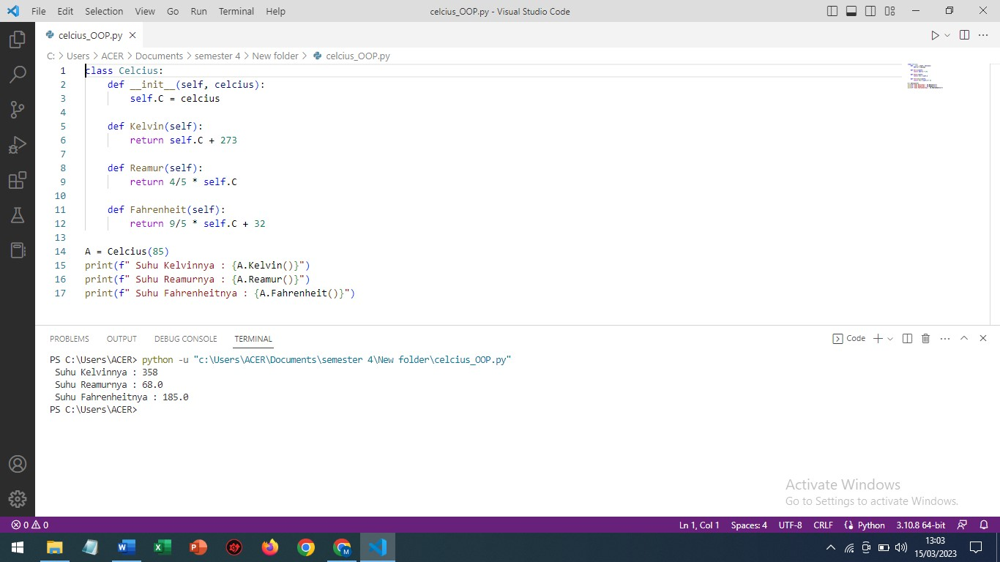 File Edit Selection View Go Run Terminal Help celcius_OOP.py - Visual Studio Code
celcius_OOP.py
C: > Users > ACER > Documents > semester 4 > New folder > celcius_OOP.py
1 class Celcius:
2     def __init__(self, celcius):
3         self.C = celcius
4
5     def Kelvin(self):
6         return self.C + 273
7
8     def Reamur(self):
9         return 4/5 * self.C
10
11     def Fahrenheit(self):
12         return 9/5 * self.C + 32
13
14 A = Celcius(85)
15 print(f" Suhu Kelvinnya : {A.Kelvin()}")
16 print(f" Suhu Reamurnya : {A.Reamur()}")
17 print(f" Suhu Fahrenheitnya : {A.Fahrenheit()}")
PROBLEMS OUTPUT DEBUG CONSOLE TERMINAL Code
PS C:\Users\ACER> python -u "c:\Users\ACER\Documents\semester 4\New folder\celcius_OOP.py"
 Suhu Kelvinnya : 358
 Suhu Reamurnya : 68.0
 Suhu Fahrenheitnya : 185.0
PS C:\Users\ACER>
Activate Windows
Go to Settings to activate Windows.
0 0 Ln 1, Col 1 Spaces: 4 UTF-8 CRLF Python 3.10.8 64-bit
13:03
15/03/2023